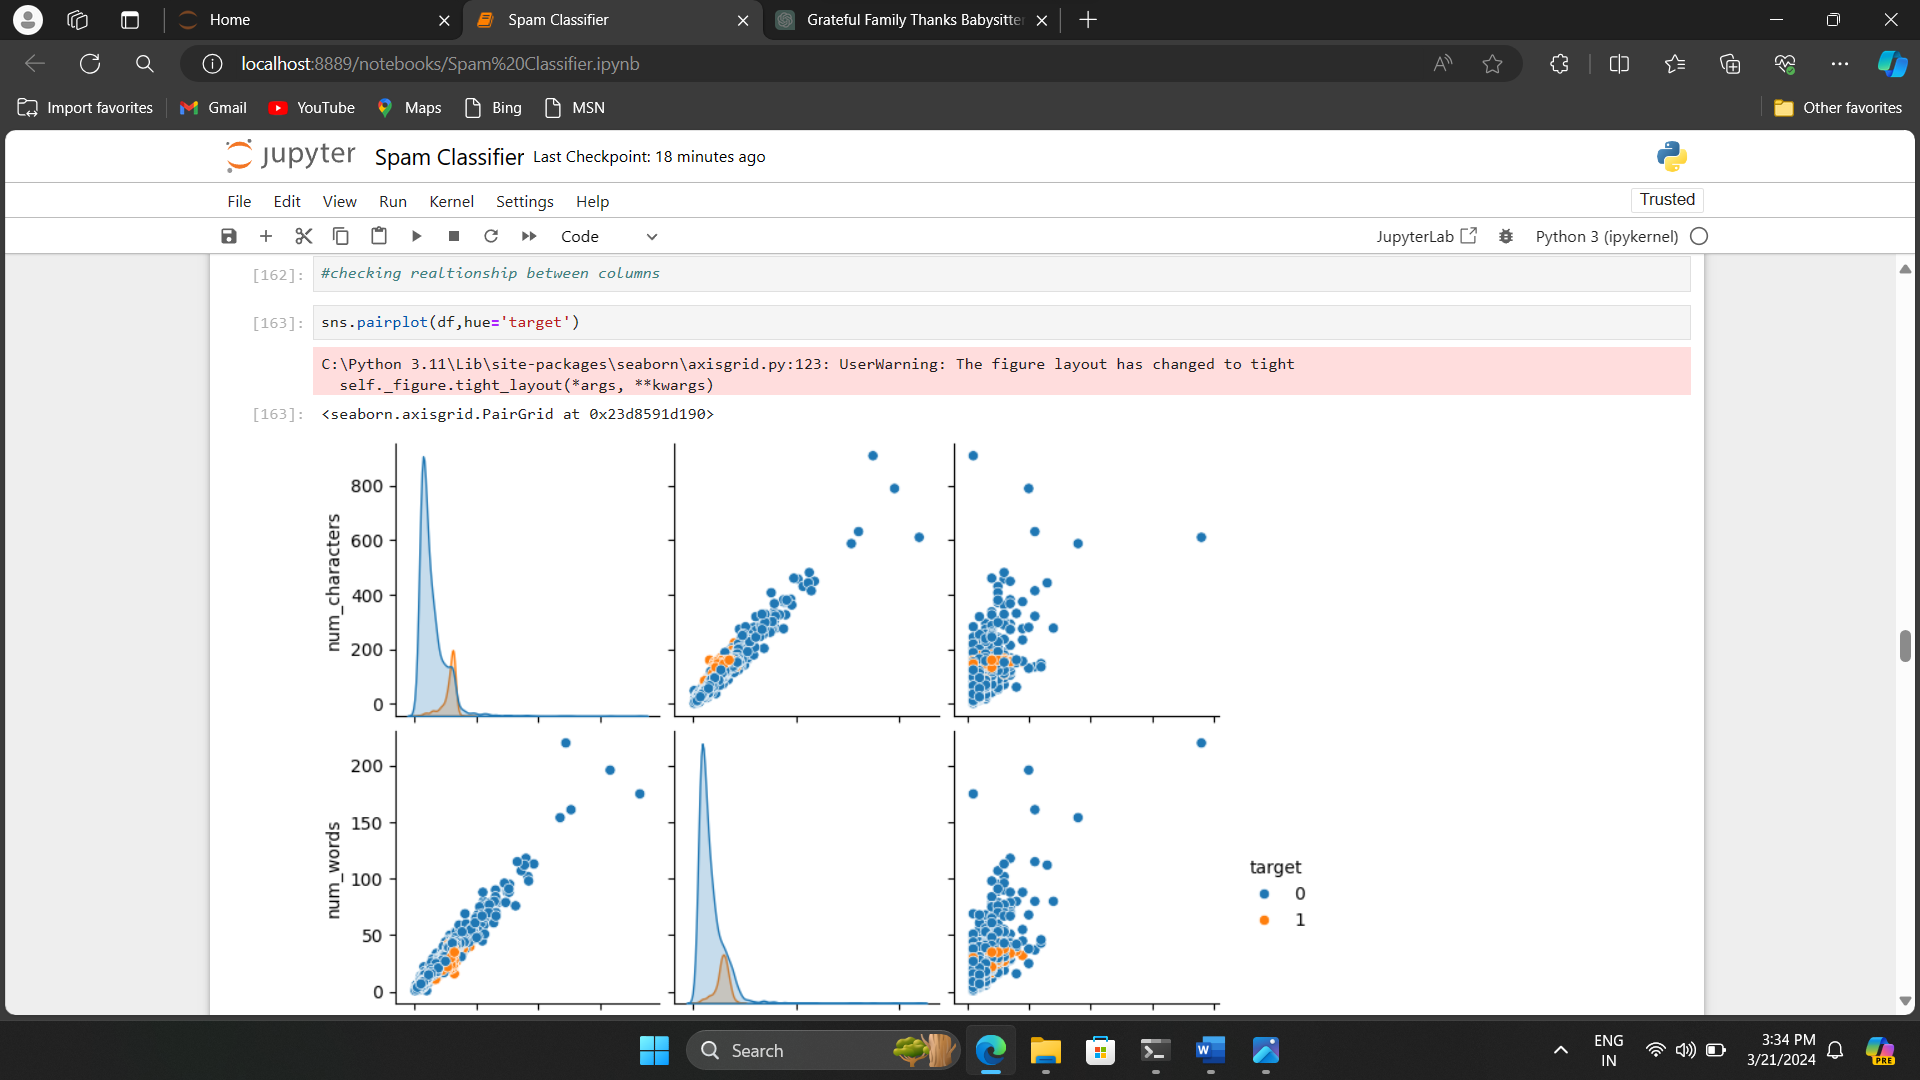 Home
Spam Classifier
Grateful Family Thanks Babysitter
localhost:8889/notebooks/Spam%20Classifier.ipynb
Import favorites
Gmail
YouTube
Maps
Bing
MSN
Other favorites
jupyter
Spam Classifier
Last Checkpoint: 18 minutes ago
File
Edit
View
Run
Kernel
Settings
Help
Trusted
Code
JupyterLab
Python 3 (ipykernel)
[162]: #checking realtionship between columns
[163]: sns.pairplot(df,hue='target')
C:\Python 3.11\Lib\site-packages\seaborn\axisgrid.py:123: UserWarning: The figure layout has changed to tight
self._figure.tight_layout(*args, **kwargs)
[163]: <seaborn.axisgrid.PairGrid at 0x23d8591d190>
num_characters
800
600
400
200
0
num_words
200
150
100
50
0
target
0
1
Search
ENG
IN
3:34 PM
3/21/2024
PRE